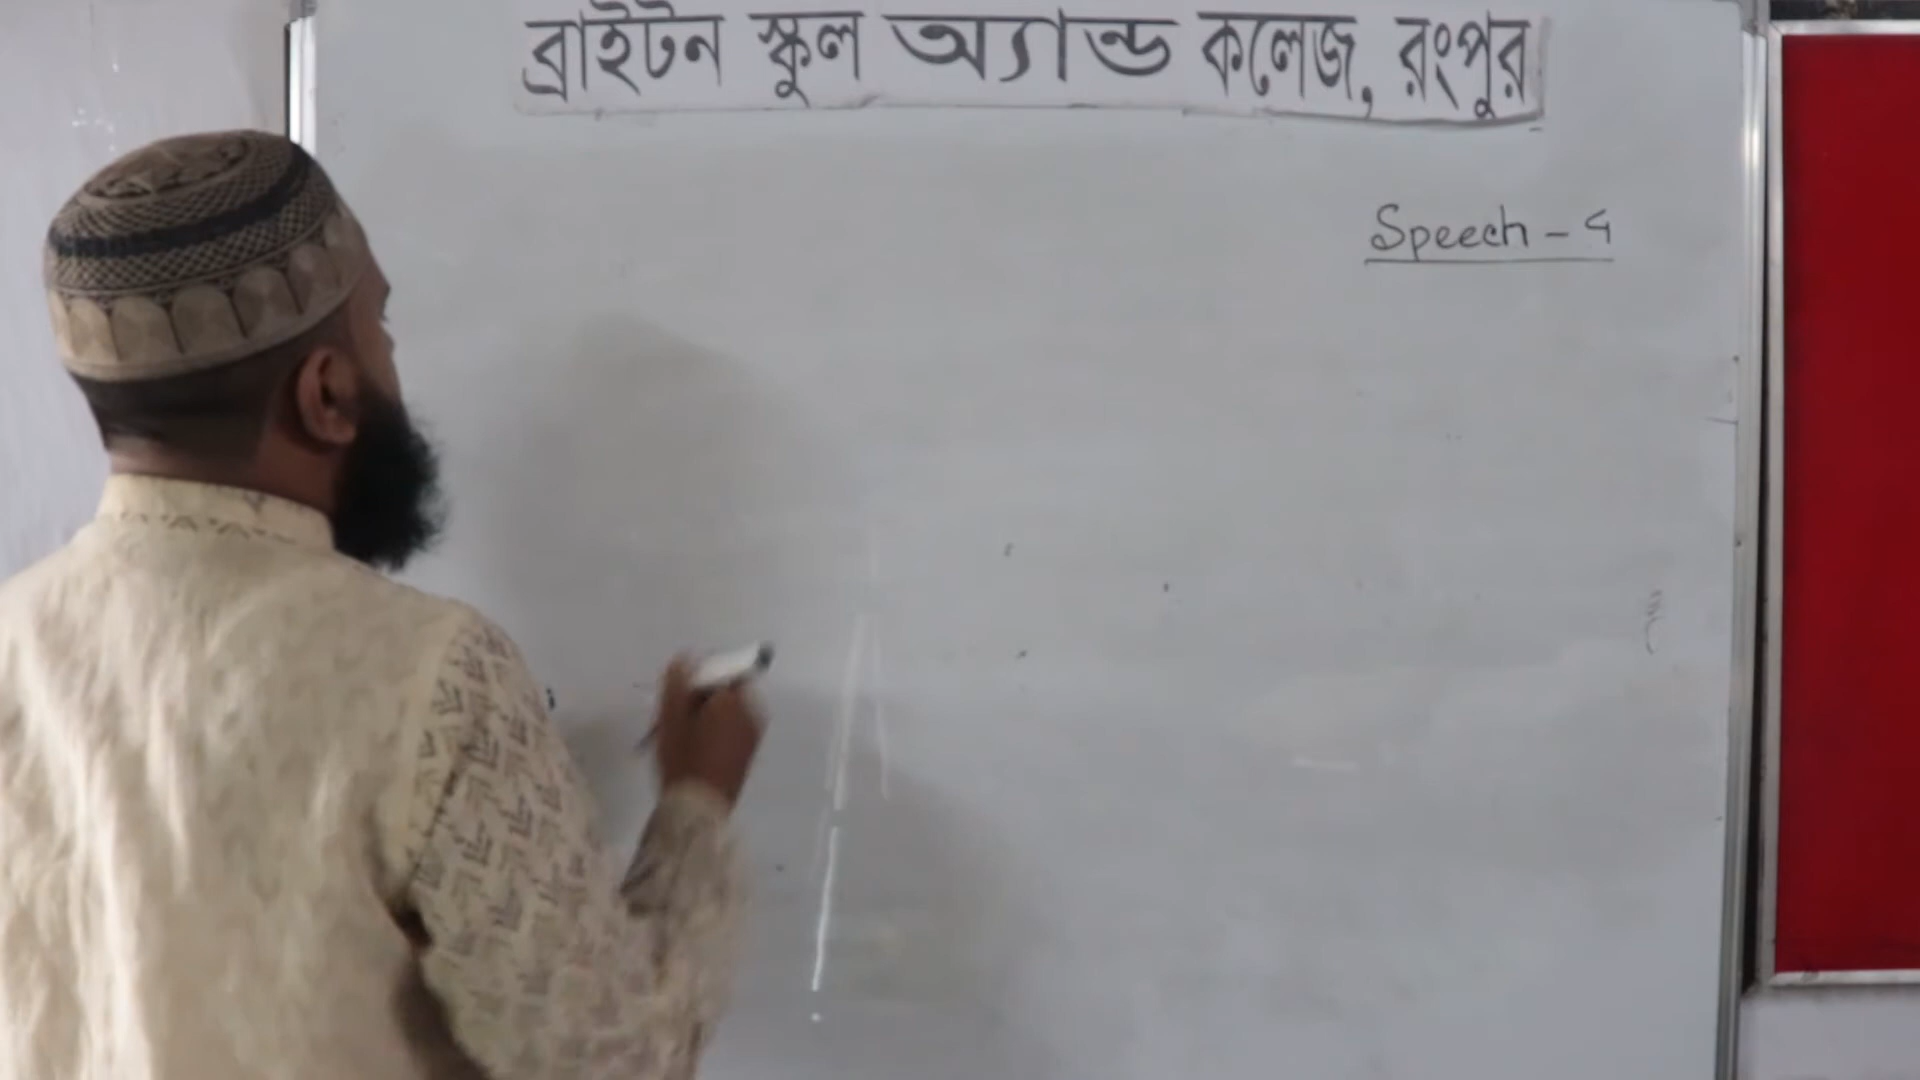 ব্রাইটন স্কুল অ্যান্ড কলেজ, রংপুর
Speech - 4